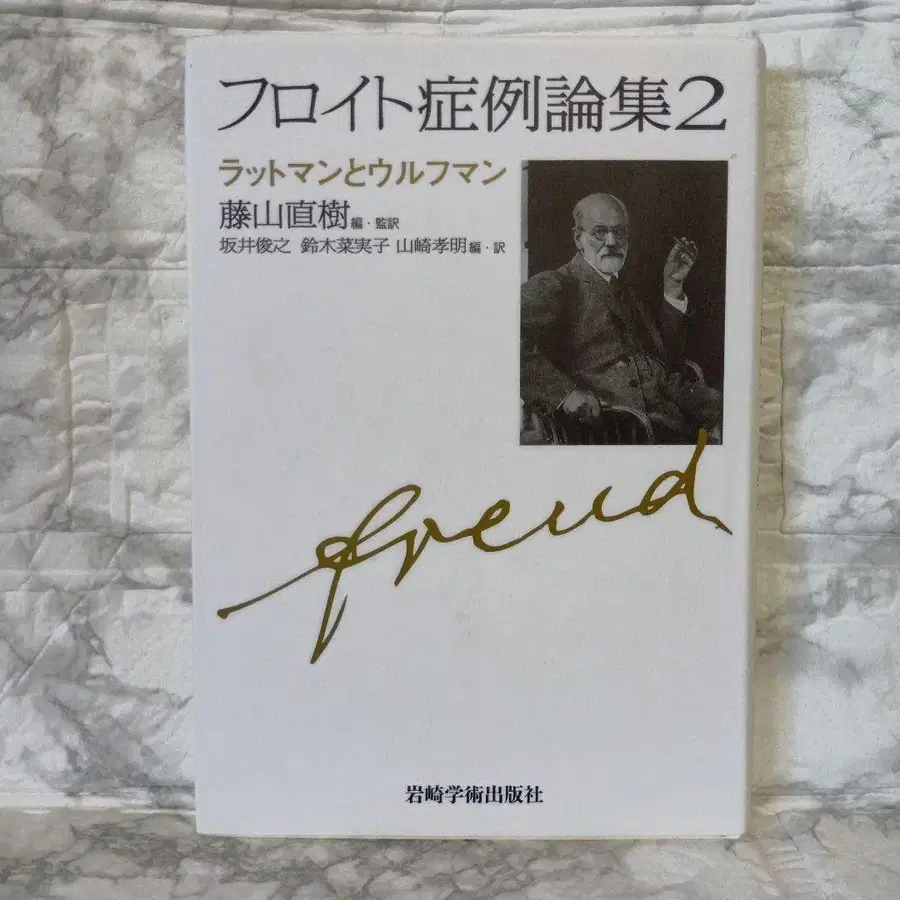 フロイト症例論集2
ラットマンとウルフマン
藤山直樹 編・監訳
坂井俊之 鈴木菜実子 山崎孝明 編・訳
freud
岩崎学術出版社